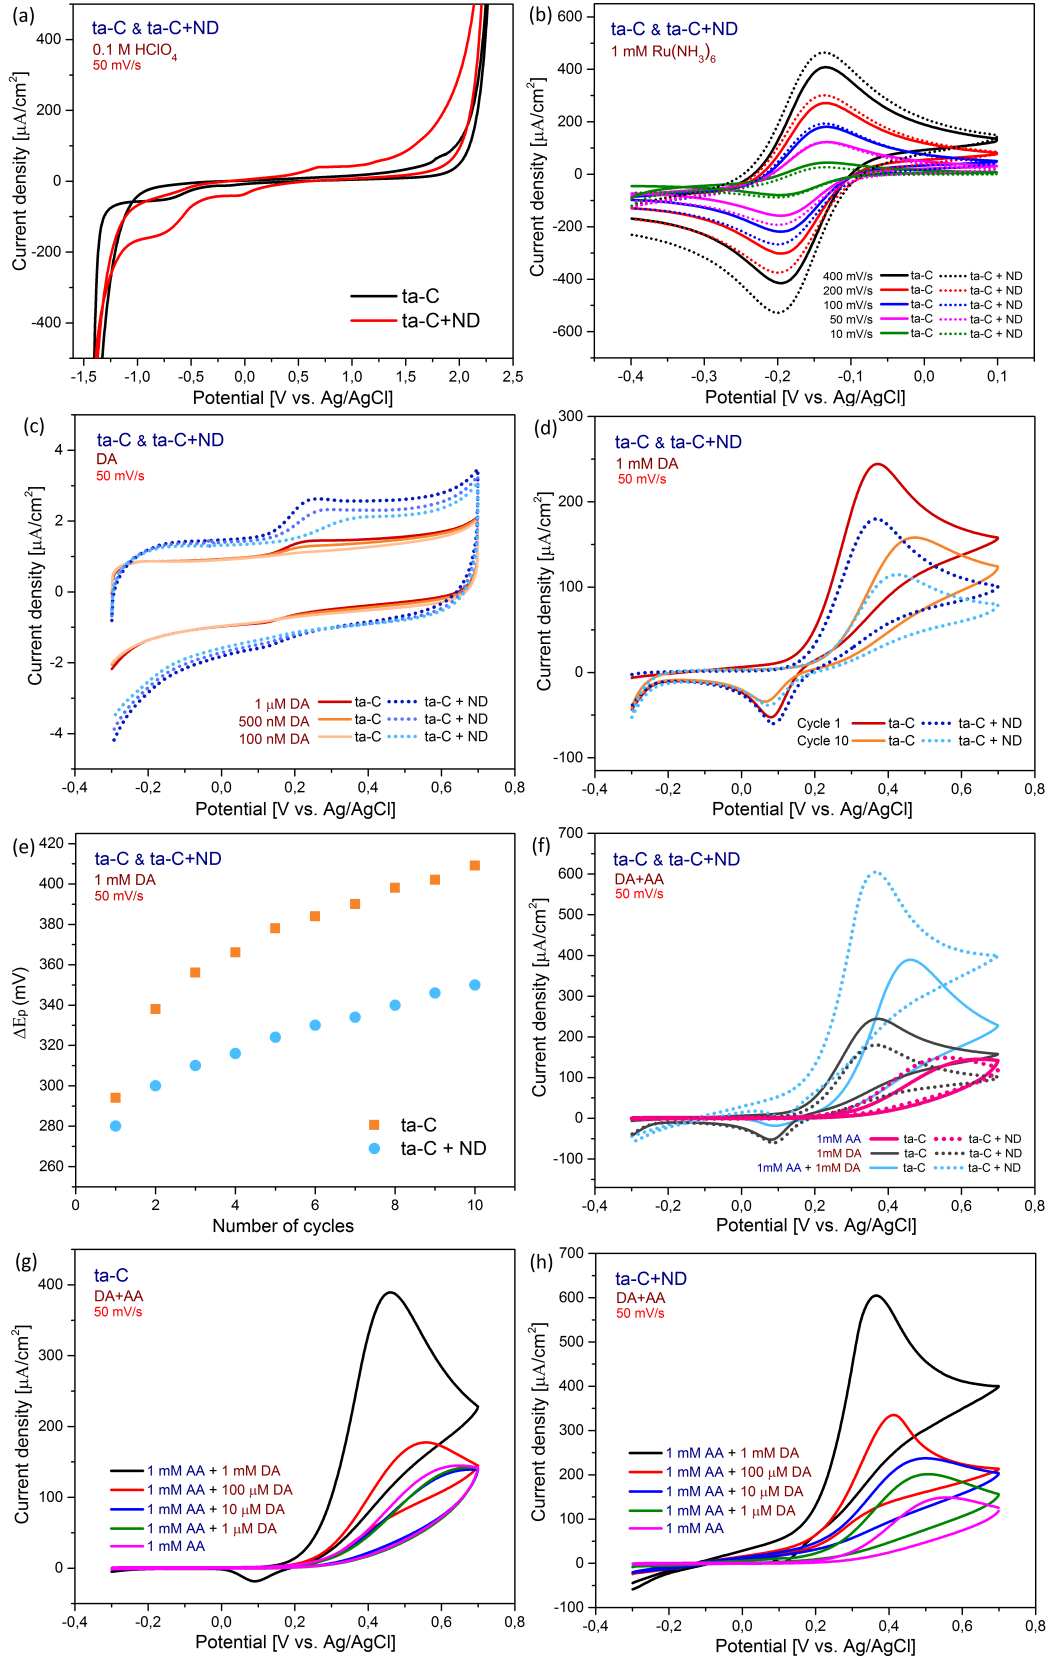 (a)
ta-C & ta-C+ND
0.1 M HClO4
50 mV/s
Current density [µA/cm2]
400
200
0
-200
-400
ta-C
ta-C+ND
-1,5 -1,0 -0,5 0,0 0,5 1,0 1,5 2,0 2,5
Potential [V vs. Ag/AgCl]
(b)
ta-C & ta-C+ND
1 mM Ru(NH3)6
Current density [µA/cm2]
600
400
200
0
-200
-400
-600
400 mV/s ta-C ta-C + ND
200 mV/s ta-C ta-C + ND
100 mV/s ta-C ta-C + ND
50 mV/s ta-C ta-C + ND
10 mV/s ta-C ta-C + ND
-0,4 -0,3 -0,2 -0,1 0,0 0,1
Potential [V vs. Ag/AgCl]
(c)
ta-C & ta-C+ND
DA
50 mV/s
Current density [µA/cm2]
4
2
0
-2
-4
1 µM DA ta-C ta-C + ND
500 nM DA ta-C ta-C + ND
100 nM DA ta-C ta-C + ND
-0,4 -0,2 0,0 0,2 0,4 0,6 0,8
Potential [V vs. Ag/AgCl]
(d)
ta-C & ta-C+ND
1 mM DA
50 mV/s
Current density [µA/cm2]
300
200
100
0
-100
Cycle 1 ta-C ta-C + ND
Cycle 10 ta-C ta-C + ND
-0,4 -0,2 0,0 0,2 0,4 0,6 0,8
Potential [V vs. Ag/AgCl]
(e)
ta-C & ta-C+ND
1 mM DA
50 mV/s
ΔEp (mV)
420
400
380
360
340
320
300
280
260
ta-C
ta-C + ND
0 2 4 6 8 10
Number of cycles
(f)
ta-C & ta-C+ND
DA+AA
50 mV/s
Current density [µA/cm2]
700
600
500
400
300
200
100
0
-100
1mM AA ta-C ta-C + ND
1mM DA ta-C ta-C + ND
1mM AA + 1mM DA ta-C ta-C + ND
-0,4 -0,2 0,0 0,2 0,4 0,6 0,8
Potential [V vs. Ag/AgCl]
(g)
ta-C
DA+AA
50 mV/s
Current density [µA/cm2]
400
300
200
100
0
1 mM AA + 1 mM DA
1 mM AA + 100 µM DA
1 mM AA + 10 µM DA
1 mM AA + 1 µM DA
1 mM AA
-0,4 -0,2 0,0 0,2 0,4 0,6 0,8
Potential [V vs. Ag/AgCl]
(h)
ta-C+ND
DA+AA
50 mV/s
Current density [µA/cm2]
700
600
500
400
300
200
100
0
-100
1 mM AA + 1 mM DA
1 mM AA + 100 µM DA
1 mM AA + 10 µM DA
1 mM AA + 1 µM DA
1 mM AA
-0,4 -0,2 0,0 0,2 0,4 0,6 0,8
Potential [V vs. Ag/AgCl]